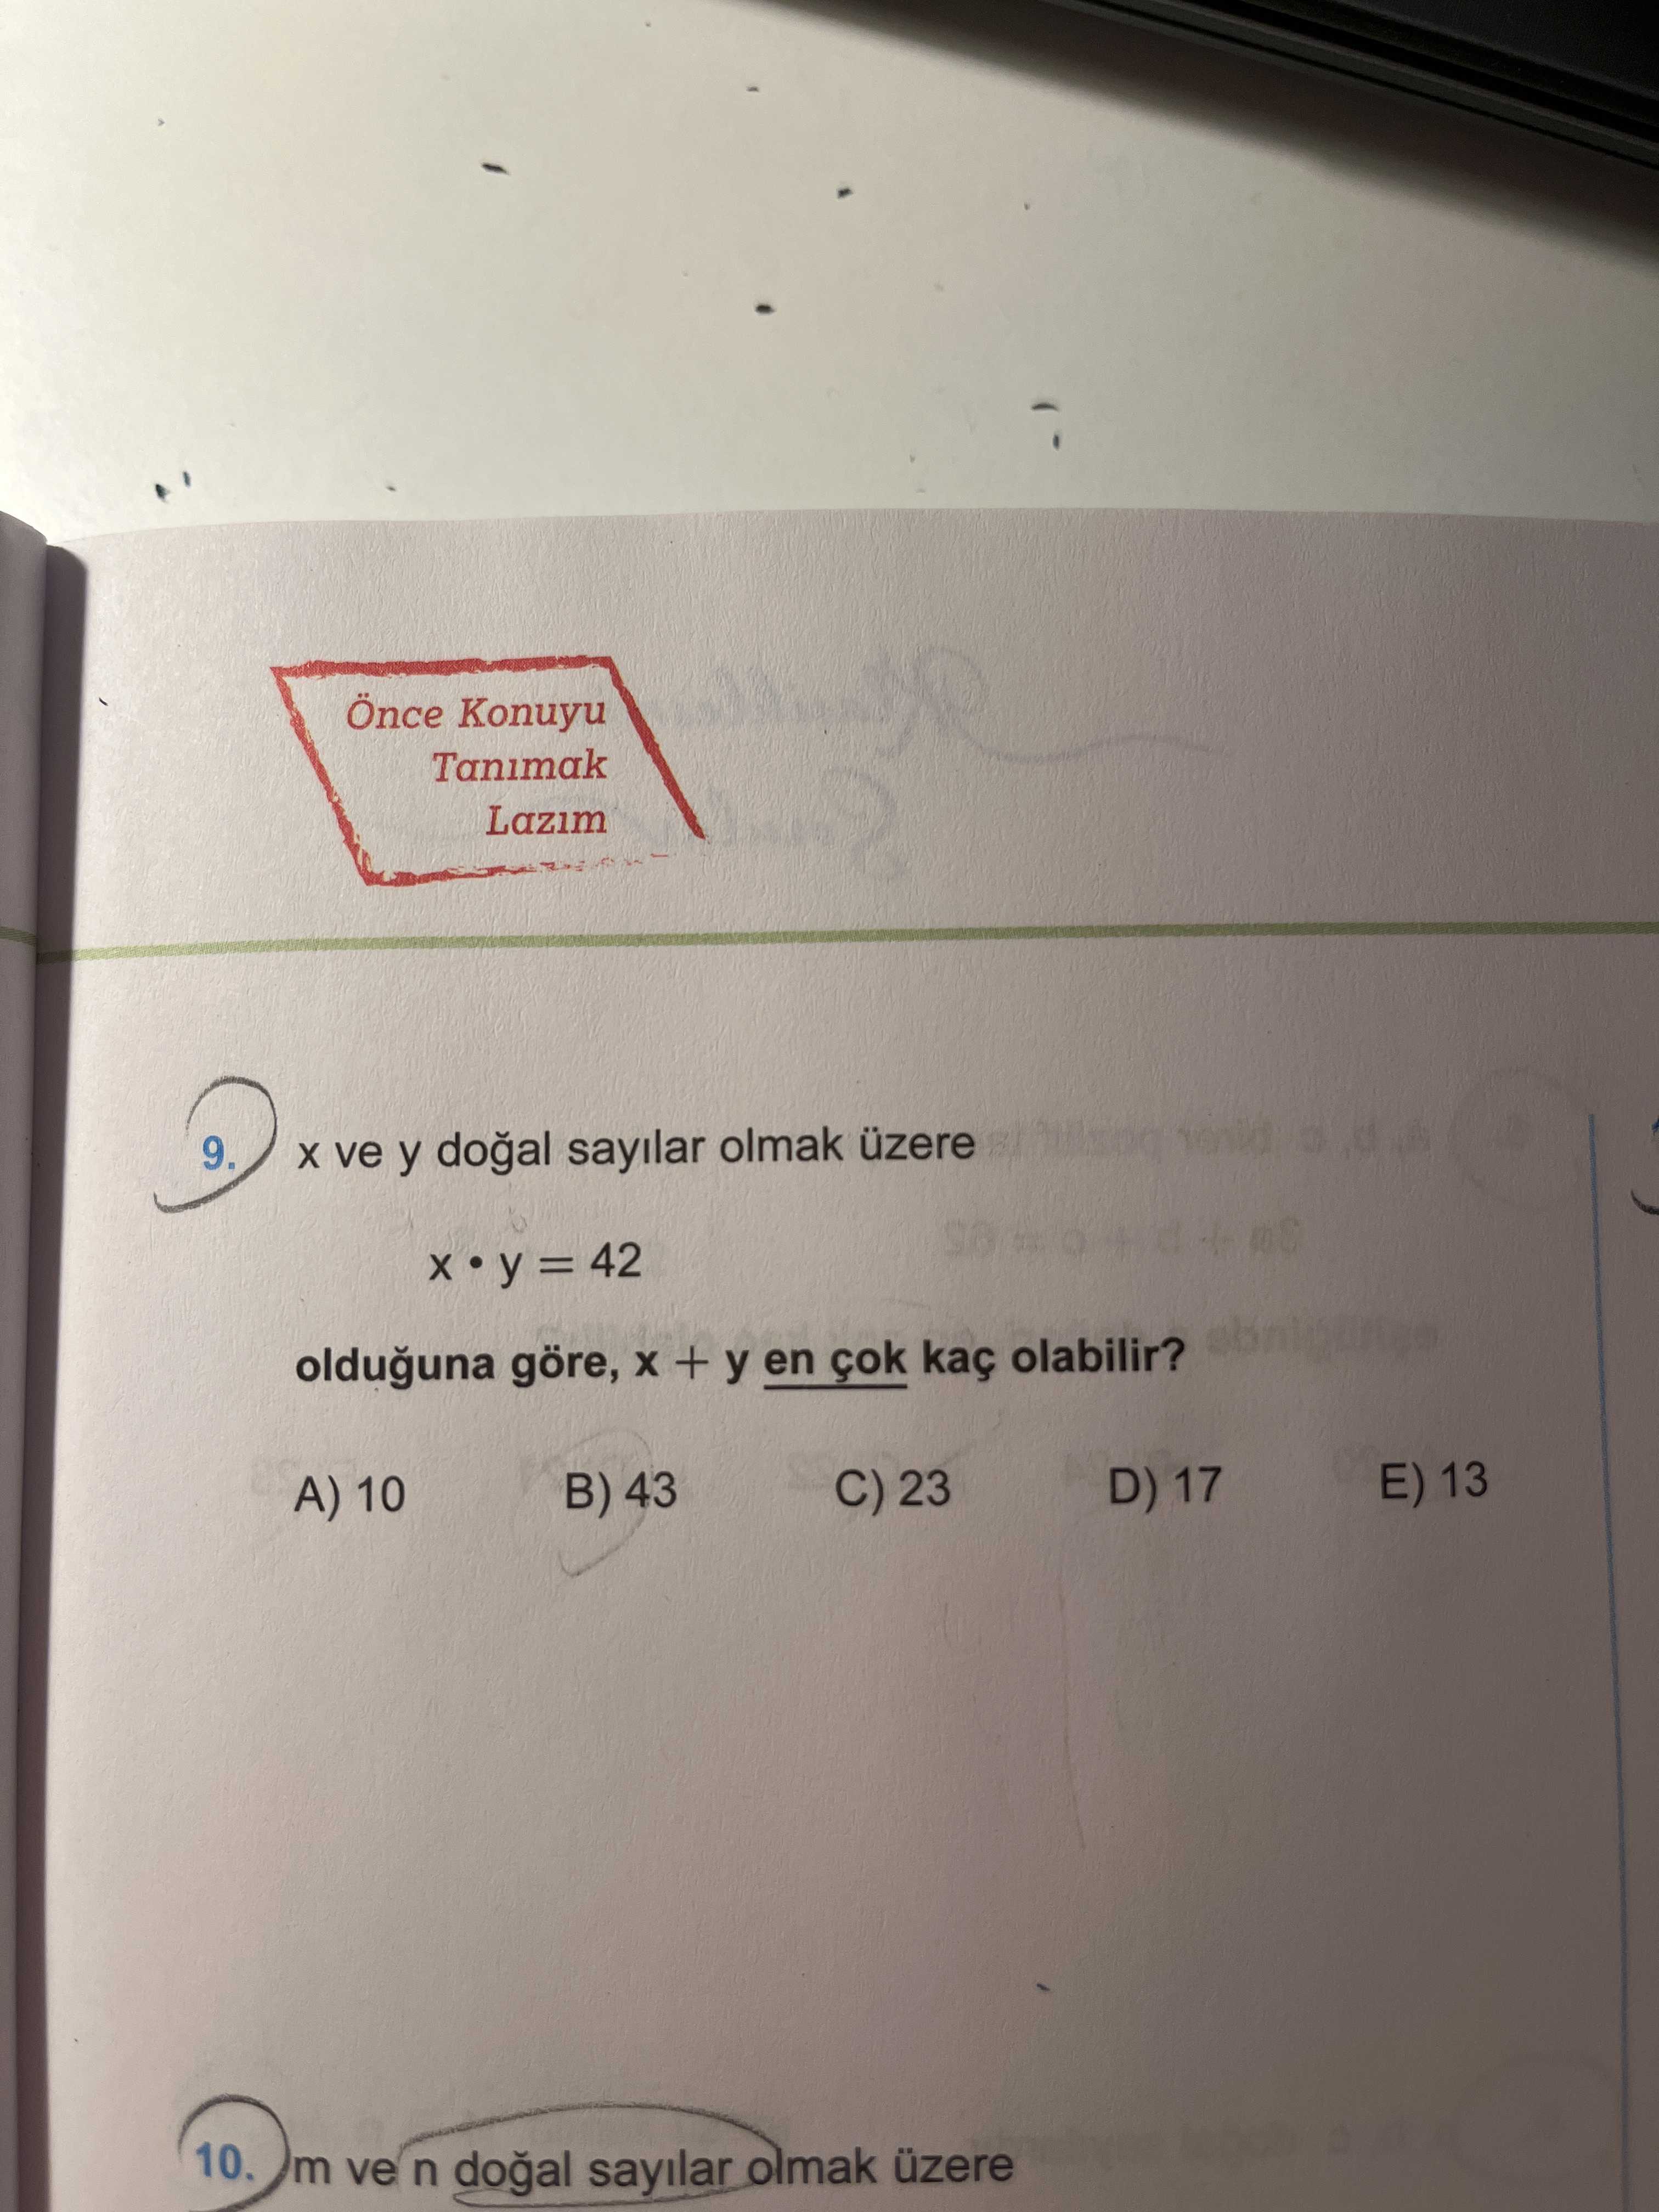 Önce Konuyu
Tanımak
Lazım
9. x ve y doğal sayılar olmak üzere
x • y = 42
olduğuna göre, x + y en çok kaç olabilir?
A) 10 B) 43 C) 23 D) 17 E) 13
10. m ve n doğal sayılar olmak üzere